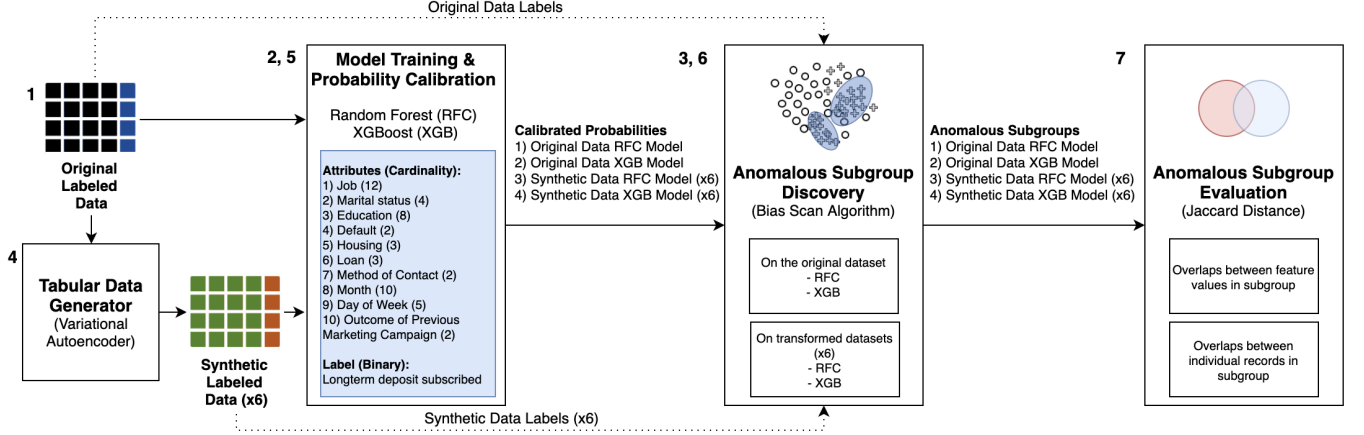 Original Data Labels
1
Original
Labeled
Data
4
Tabular Data
Generator
(Variational
Autoencoder)
Synthetic
Labeled
Data (x6)
2, 5
Model Training &
Probability Calibration
Random Forest (RFC)
XGBoost (XGB)
Attributes (Cardinality):
1) Job (12)
2) Marital status (4)
3) Education (8)
4) Default (2)
5) Housing (3)
6) Loan (3)
7) Method of Contact (2)
8) Month (10)
9) Day of Week (5)
10) Outcome of Previous
Marketing Campaign (2)
Label (Binary):
Longterm deposit subscribed
Calibrated Probabilities
1) Original Data RFC Model
2) Original Data XGB Model
3) Synthetic Data RFC Model (x6)
4) Synthetic Data XGB Model (x6)
Synthetic Data Labels (x6)
3, 6
Anomalous Subgroup
Discovery
(Bias Scan Algorithm)
On the original dataset
- RFC
- XGB
On transformed datasets
(x6)
- RFC
- XGB
Anomalous Subgroups
1) Original Data RFC Model
2) Original Data XGB Model
3) Synthetic Data RFC Model (x6)
4) Synthetic Data XGB Model (x6)
7
Anomalous Subgroup
Evaluation
(Jaccard Distance)
Overlaps between feature
values in subgroup
Overlaps between
individual records in
subgroup